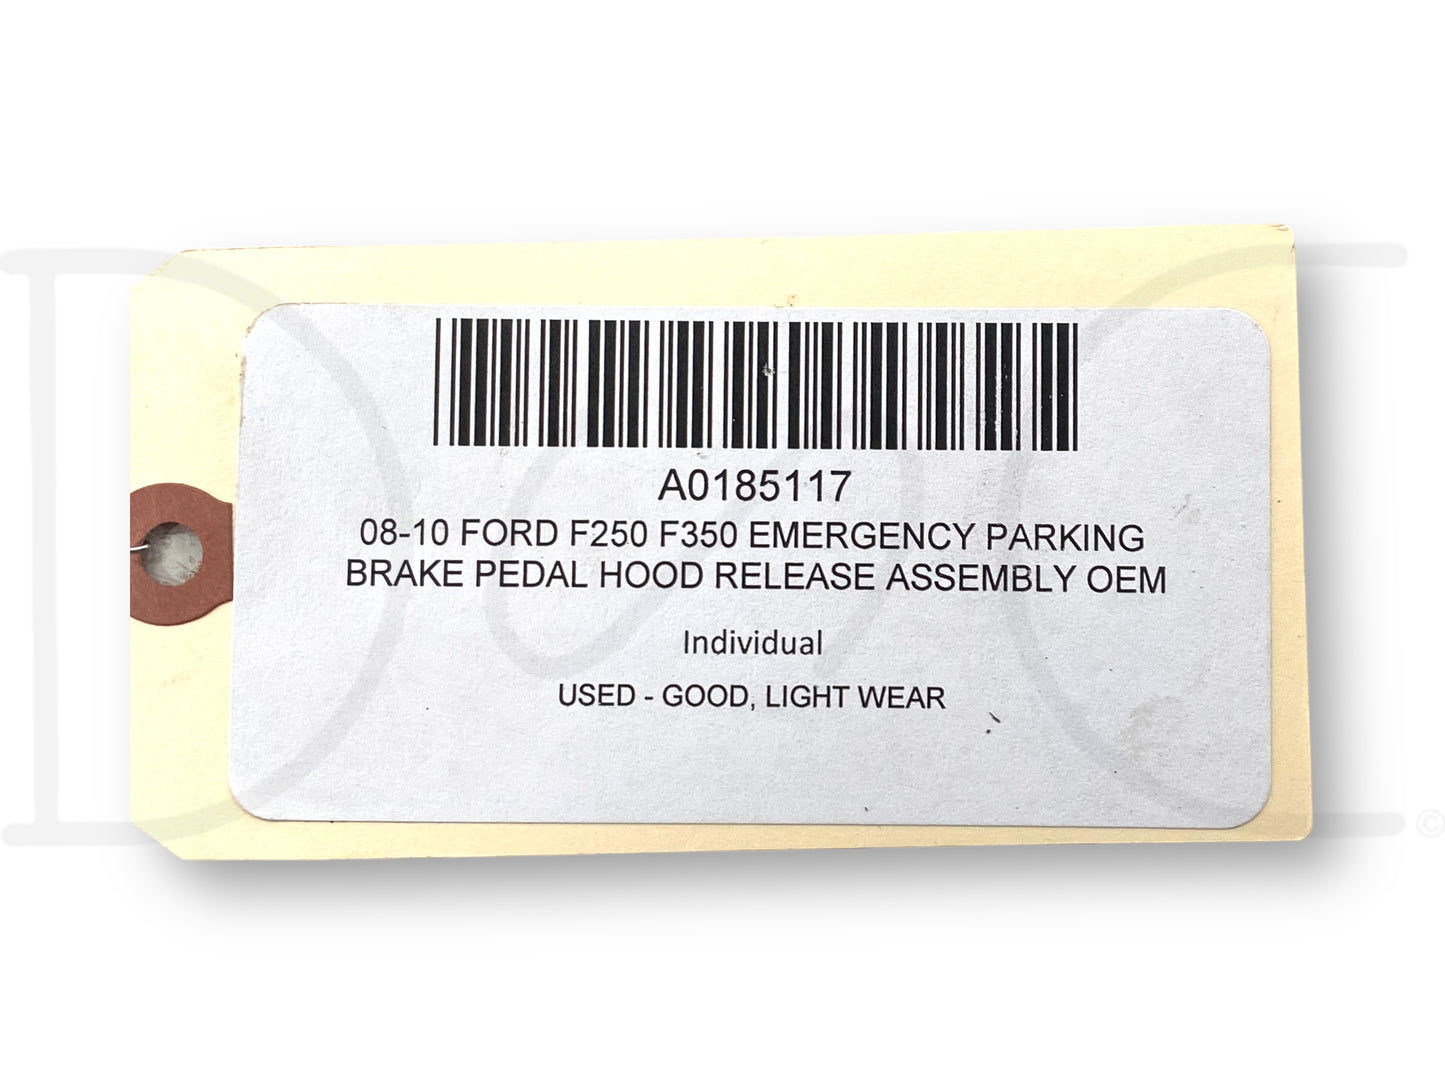 A0185117
08-10 FORD F250 F350 EMERGENCY PARKING
BRAKE PEDAL HOOD RELEASE ASSEMBLY OEM
Individual
USED - GOOD, LIGHT WEAR
©